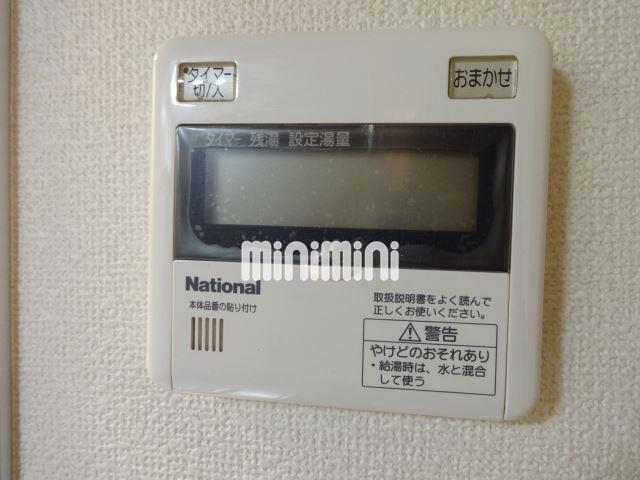 タイマー
切/入
おまかせ
タイマー 残湯 設定湯量
minimini
National
本体品番の貼り付け
取扱説明書をよく読んで
正しくお使いください。
警告
やけどのおそれあり
・給湯時は、水と混合
して使う